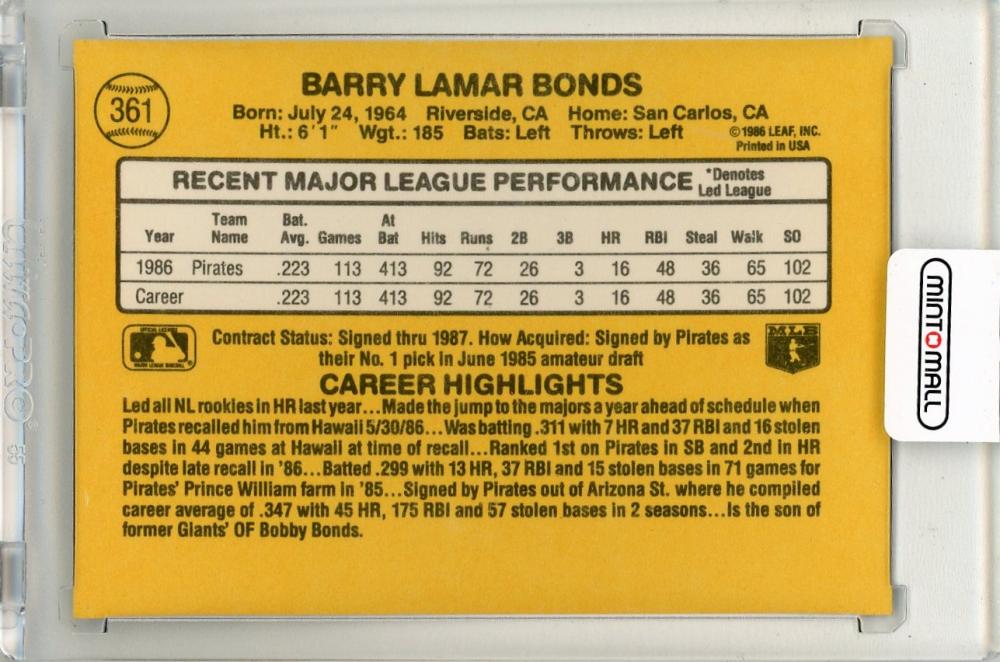 361
BARRY LAMAR BONDS
Born: July 24, 1964 Riverside, CA Home: San Carlos, CA
Ht.: 6'1" Wgt.: 185 Bats: Left Throws: Left
©1986 LEAF, INC.
Printed in USA
RECENT MAJOR LEAGUE PERFORMANCE *Denotes
Led League
Year Team Name Bat. Avg. Games At Bat Hits Runs 2B 3B HR RBI Steal Walk SO
1986 Pirates .223 113 413 92 72 26 3 16 48 36 65 102
Career .223 113 413 92 72 26 3 16 48 36 65 102
Contract Status: Signed thru 1987. How Acquired: Signed by Pirates as
their No. 1 pick in June 1985 amateur draft
MLB
CAREER HIGHLIGHTS
Led all NL rookies in HR last year...Made the jump to the majors a year ahead of schedule when
Pirates recalled him from Hawaii 5/30/86...Was batting .311 with 7 HR and 37 RBI and 16 stolen
bases in 44 games at Hawaii at time of recall...Ranked 1st on Pirates in SB and 2nd in HR
despite late recall in '86...Batted .299 with 13 HR, 37 RBI and 15 stolen bases in 71 games for
Pirates' Prince William farm in '85...Signed by Pirates out of Arizona St. where he compiled
career average of .347 with 45 HR, 175 RBI and 57 stolen bases in 2 seasons...Is the son of
former Giants' OF Bobby Bonds.
MINTOMALL